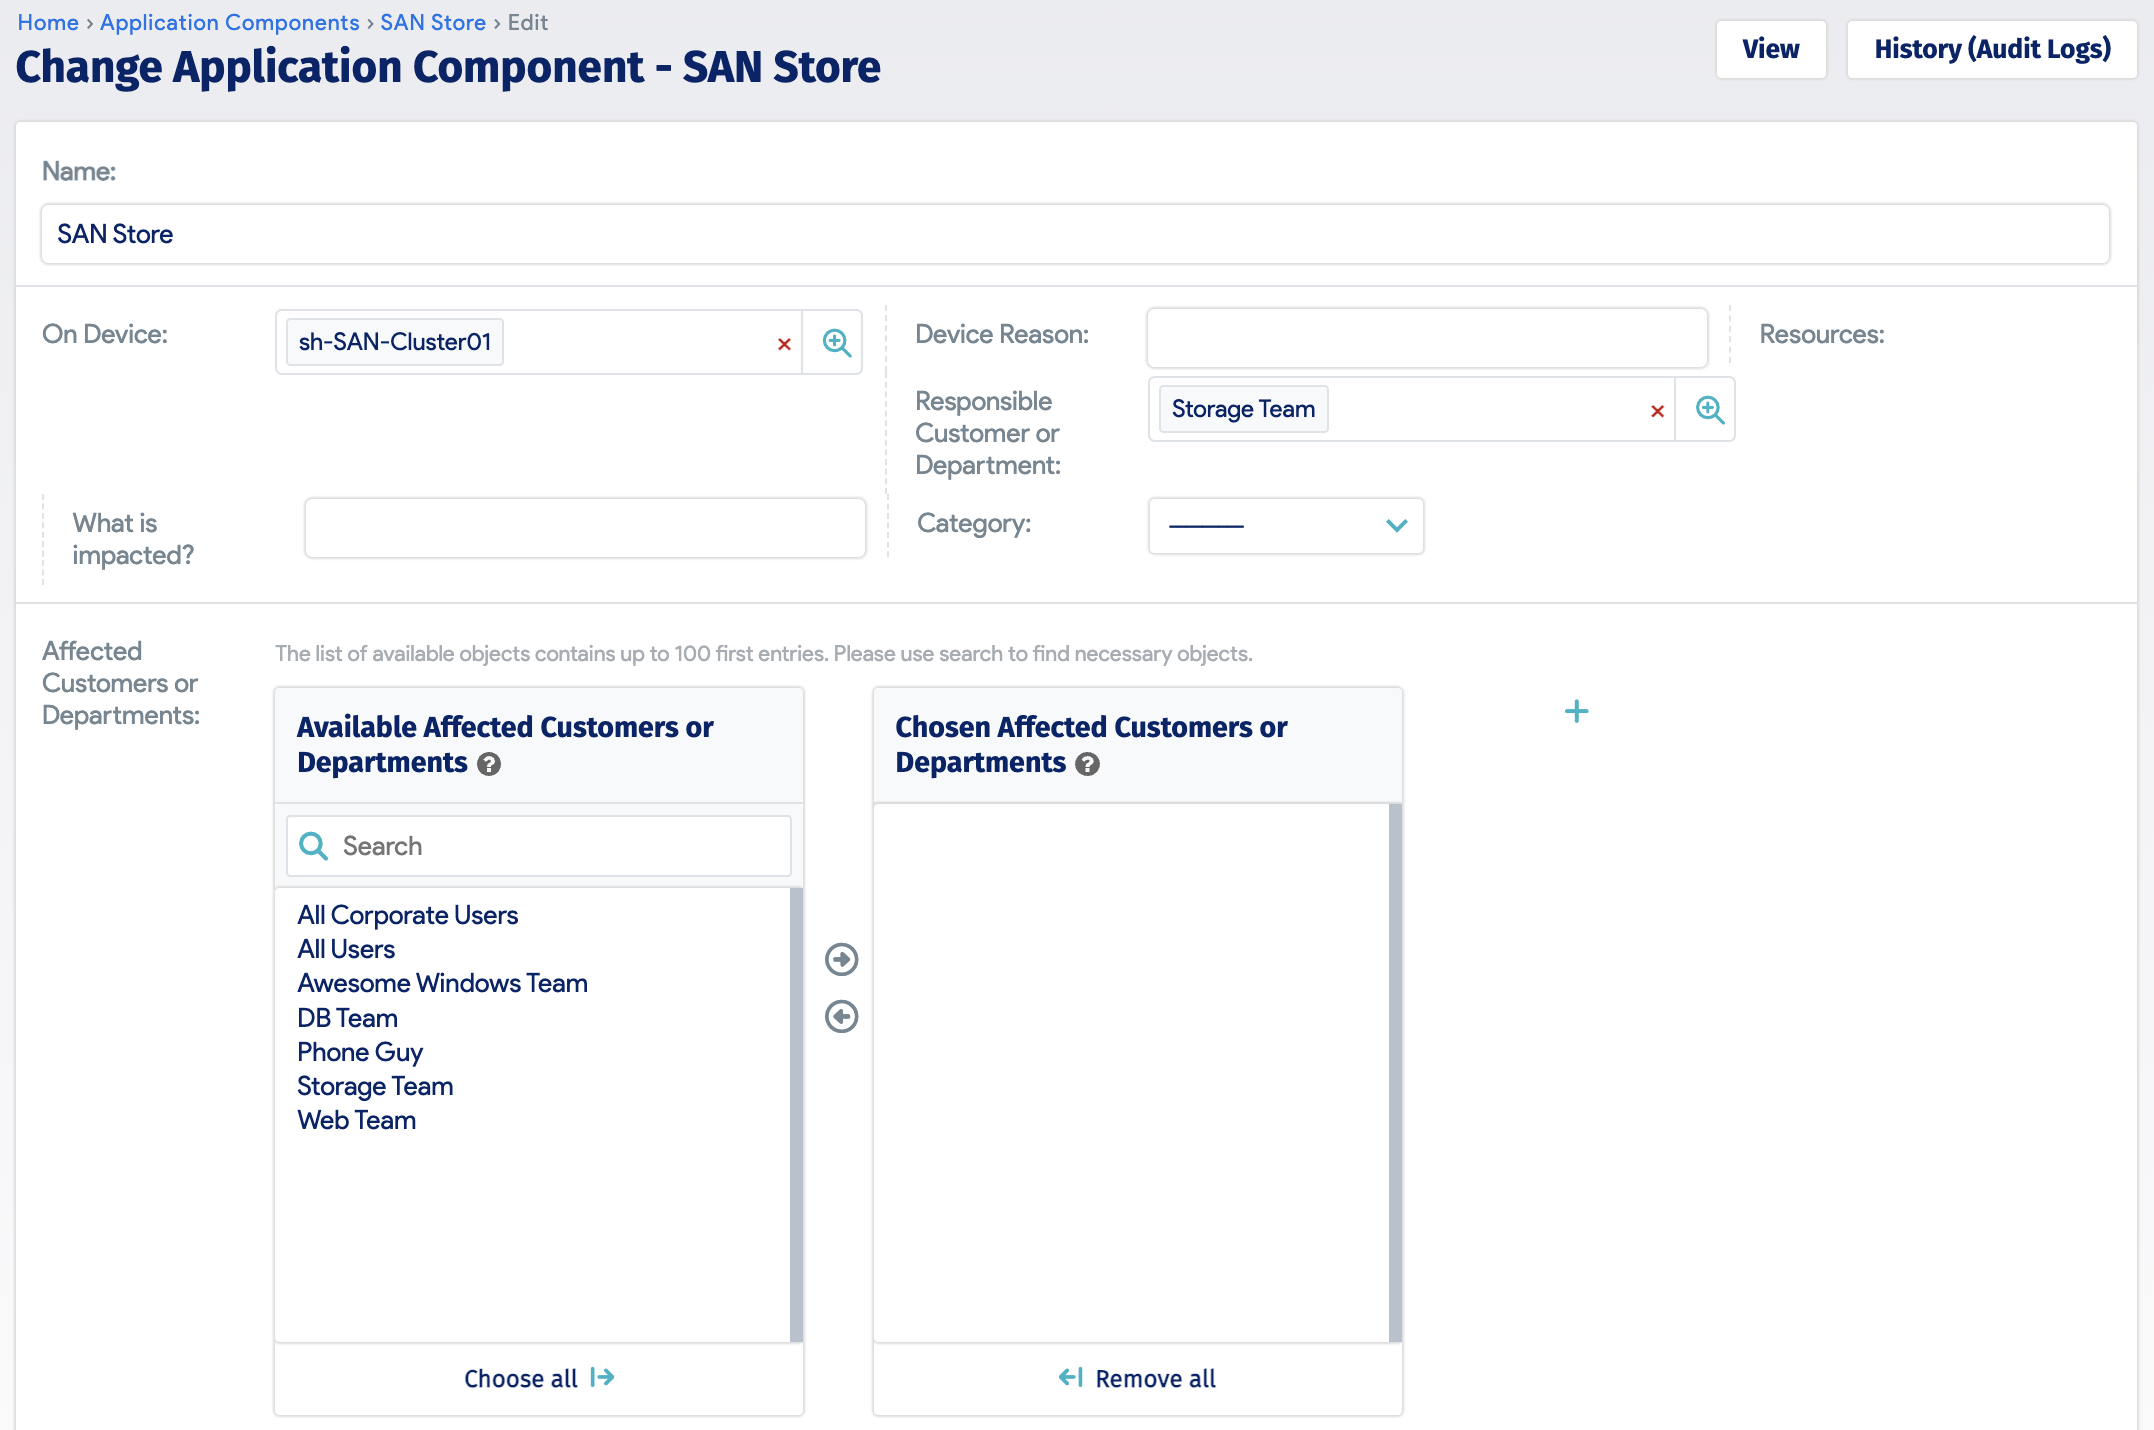 Home › Application Components › SAN Store › Edit
Change Application Component - SAN Store
View
History (Audit Logs)
Name:
SAN Store
On Device:
sh-SAN-Cluster01
×
Device Reason:
Resources:
Responsible
Customer or
Department:
Storage Team
×
What is
impacted?
Category:
---------
Affected
Customers or
Departments:
The list of available objects contains up to 100 first entries. Please use search to find necessary objects.
Available Affected Customers or
Departments ?
Search
All Corporate Users
All Users
Awesome Windows Team
DB Team
Phone Guy
Storage Team
Web Team
Choose all
Chosen Affected Customers or
Departments ?
Remove all
+